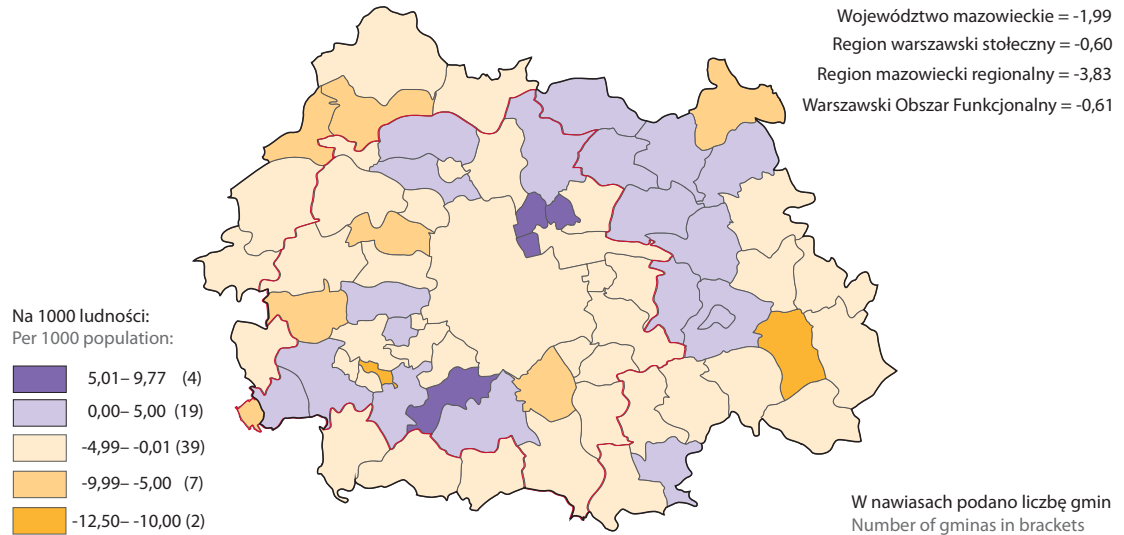 Województwo mazowieckie = -1,99
Region warszawski stołeczny = -0,60
Region mazowiecki regionalny = -3,83
Warszawski Obszar Funkcjonalny = -0,61
Na 1000 ludności:
Per 1000 population:
5,01– 9,77 (4)
0,00– 5,00 (19)
-4,99– -0,01 (39)
-9,99– -5,00 (7)
-12,50– -10,00 (2)
W nawiasach podano liczbę gmin
Number of gminas in brackets